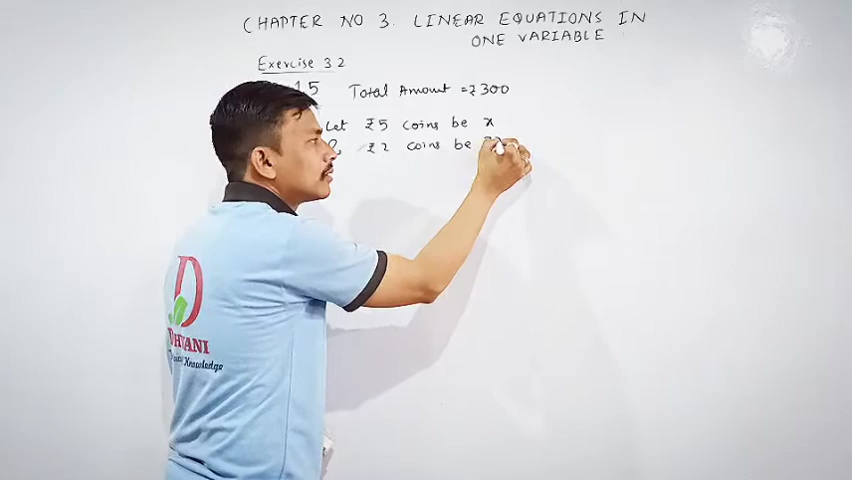 CHAPTER NO 3. LINEAR EQUATIONS IN
ONE VARIABLE
Exercise 3.2
15 Total Amount = ₹300
Let ₹5 coins be x
₹2 coins be
D
Knowledge